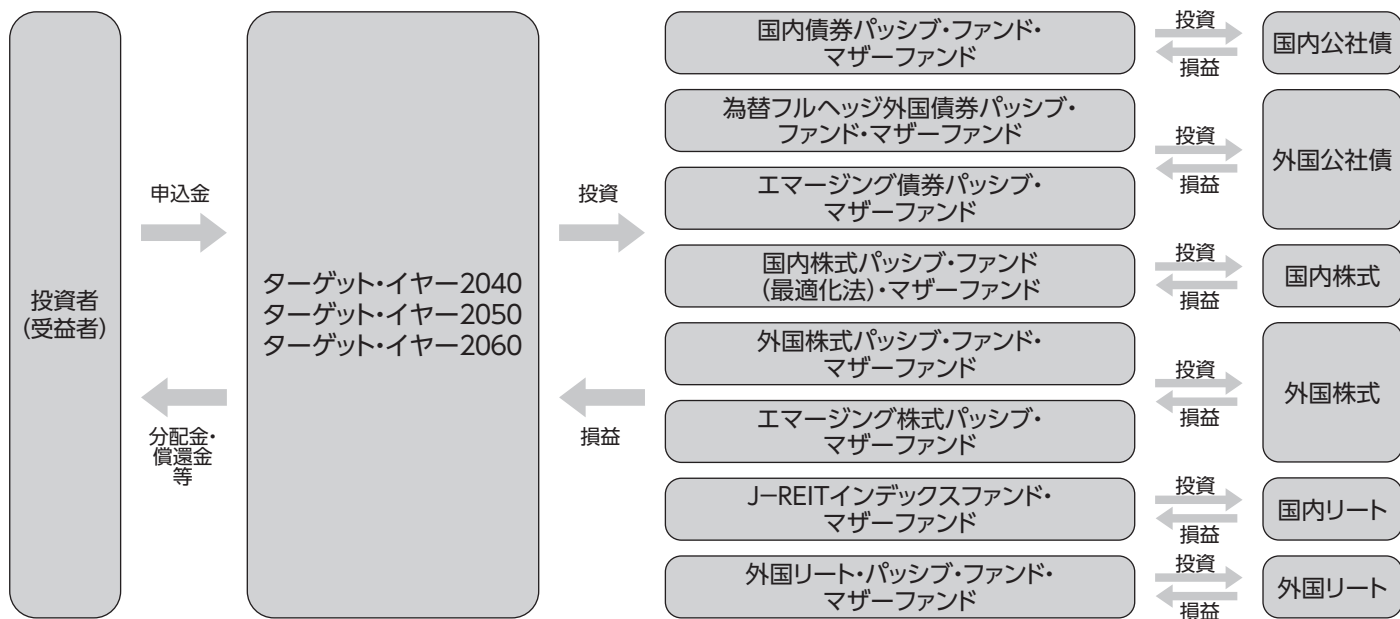 投資者
(受益者)
申込金
分配金・
償還金
等
ターゲット・イヤー2040
ターゲット・イヤー2050
ターゲット・イヤー2060
投資
損益
国内債券パッシブ・ファンド・
マザーファンド
投資
損益
国内公社債
為替フルヘッジ外国債券パッシブ・
ファンド・マザーファンド
エマージング債券パッシブ・
マザーファンド
投資
損益
外国公社債
国内株式パッシブ・ファンド
(最適化法)・マザーファンド
投資
損益
国内株式
外国株式パッシブ・ファンド・
マザーファンド
エマージング株式パッシブ・
マザーファンド
投資
損益
外国株式
J−REITインデックスファンド・
マザーファンド
投資
損益
国内リート
外国リート・パッシブ・ファンド・
マザーファンド
投資
損益
外国リート